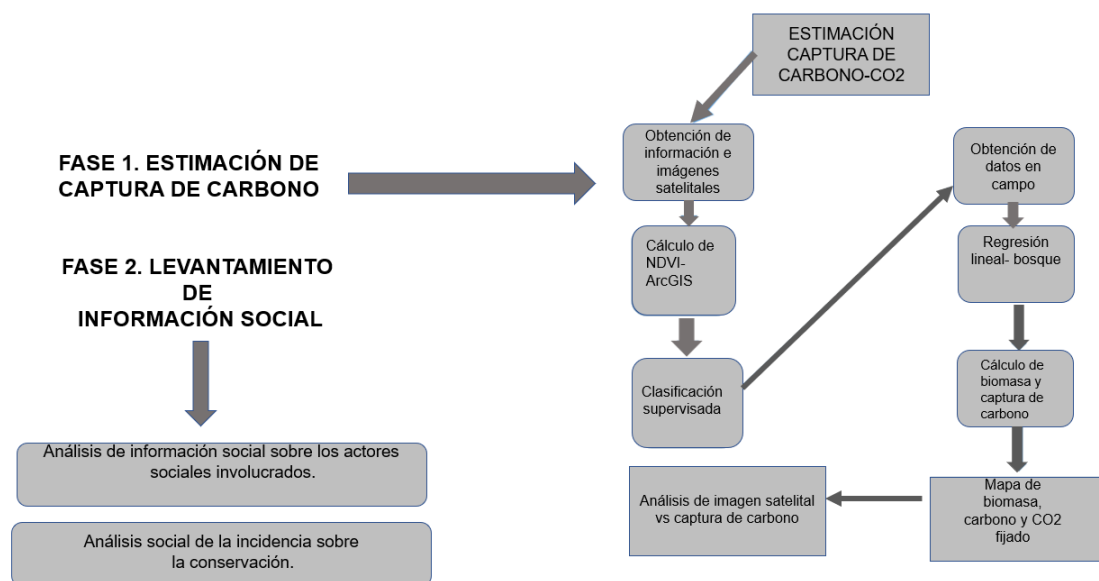 ESTIMACIÓN
CAPTURA DE
CARBONO-CO2
FASE 1. ESTIMACIÓN DE
CAPTURA DE CARBONO
Obtención de
información e
imágenes
satelitales
Cálculo de
NDVI-
ArcGIS
Clasificación
supervisada
Obtención de
datos en
campo
Regresión
lineal- bosque
Cálculo de
biomasa y
captura de
carbono
Mapa de
biomasa,
carbono y CO2
fijado
Análisis de imagen satelital
vs captura de carbono
FASE 2. LEVANTAMIENTO
DE
INFORMACIÓN SOCIAL
Análisis de información social sobre los actores
sociales involucrados.
Análisis social de la incidencia sobre
la conservación.